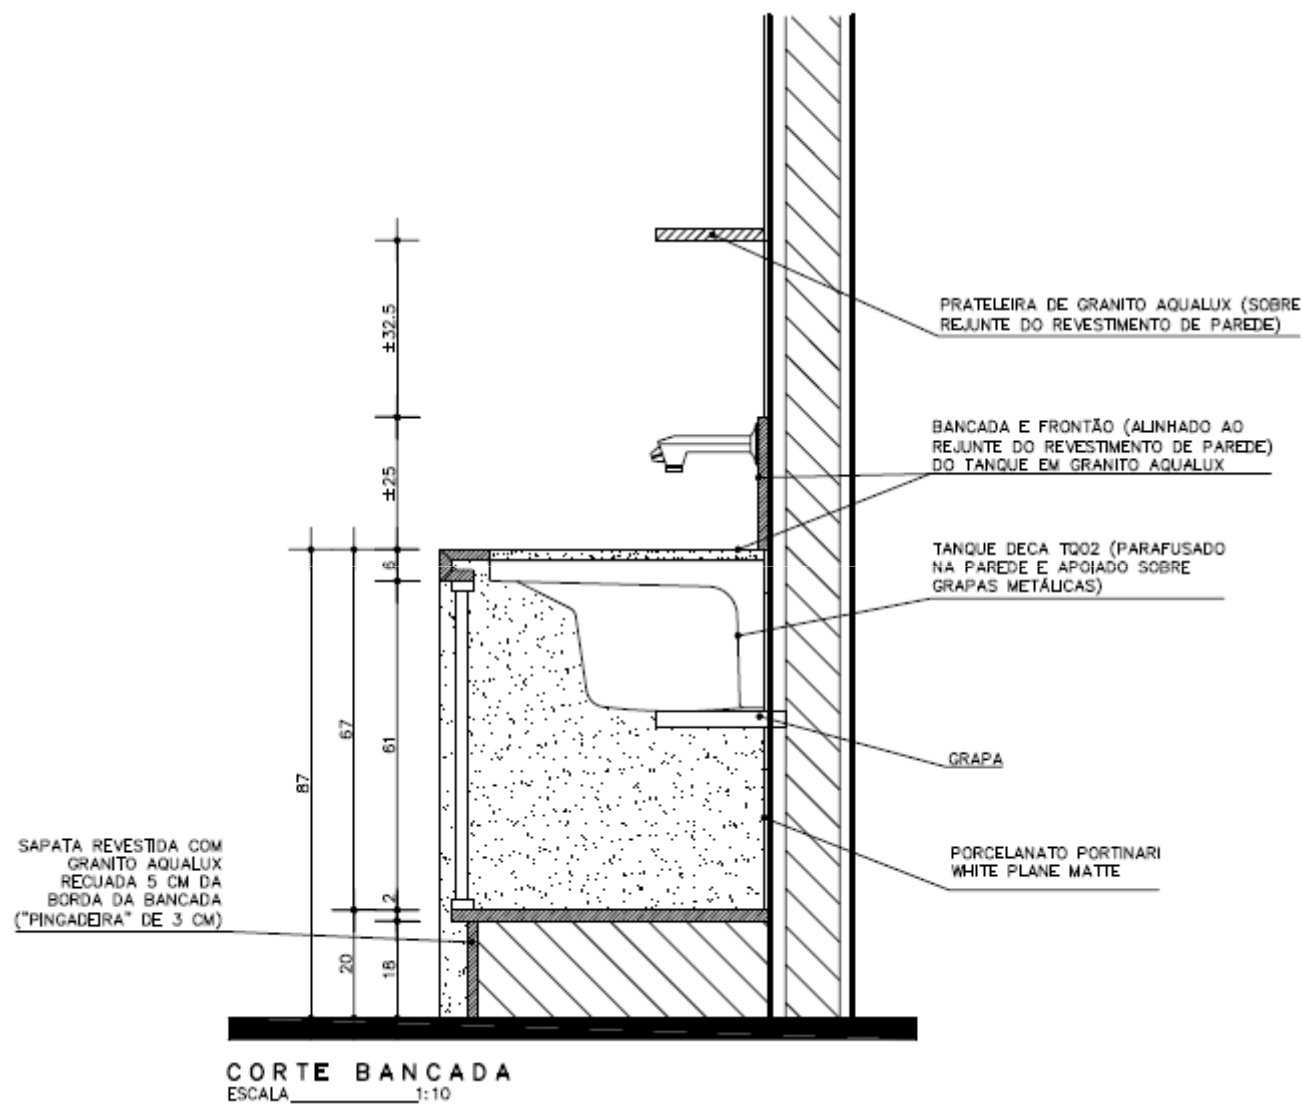 ±32.5
PRATELEIRA DE GRANITO AQUALUX (SOBRE
REJUNTE DO REVESTIMENTO DE PAREDE)
±25
BANCADA E FRONTÃO (ALINHADO AO
REJUNTE DO REVESTIMENTO DE PAREDE)
DO TANQUE EM GRANITO AQUALUX
6
TANQUE DECA TQ02 (PARAFUSADO
NA PAREDE E APOIADO SOBRE
GRAPAS METÁLICAS)
87
67
61
GRAPA
SAPATA REVESTIDA COM
GRANITO AQUALUX
RECUADA 5 CM DA
BORDA DA BANCADA
("PINGADEIRA" DE 3 CM)
PORCELANATO PORTINARI
WHITE PLANE MATTE
2
20
18
CORTE BANCADA
ESCALA 1:10